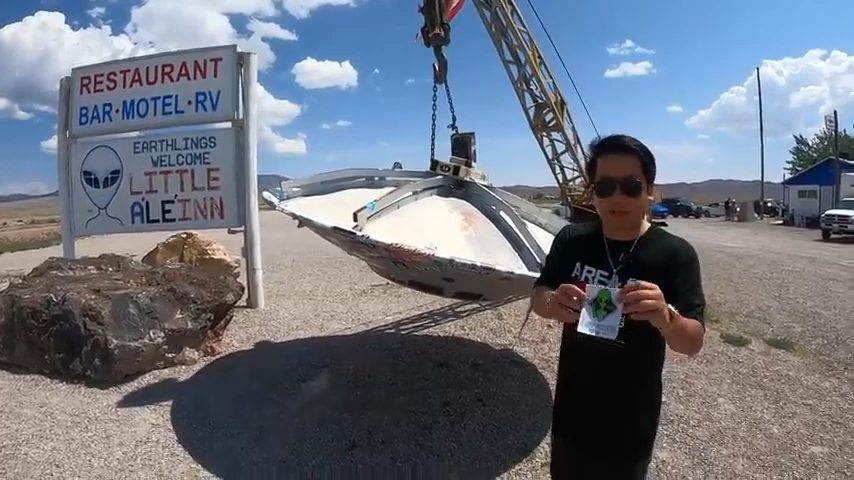 RESTAURANT
BAR·MOTEL·RV
EARTHLINGS
WELCOME
LITTLE
A'LE'INN
AREA